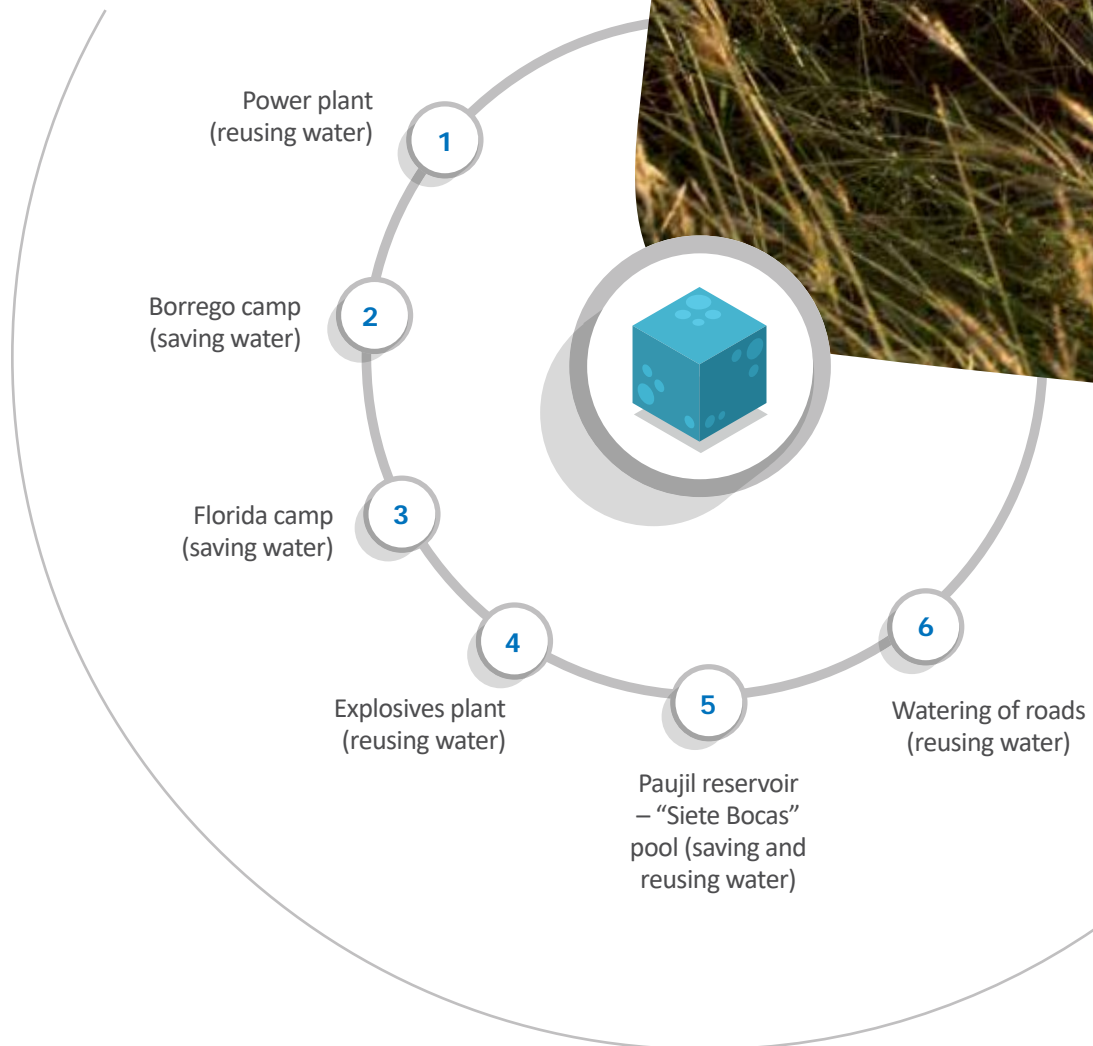 Power plant
(reusing water)
1
Borrego camp
(saving water)
2
Florida camp
(saving water)
3
4
Explosives plant
(reusing water)
5
Paujil reservoir
– “Siete Bocas”
pool (saving and
reusing water)
6
Watering of roads
(reusing water)